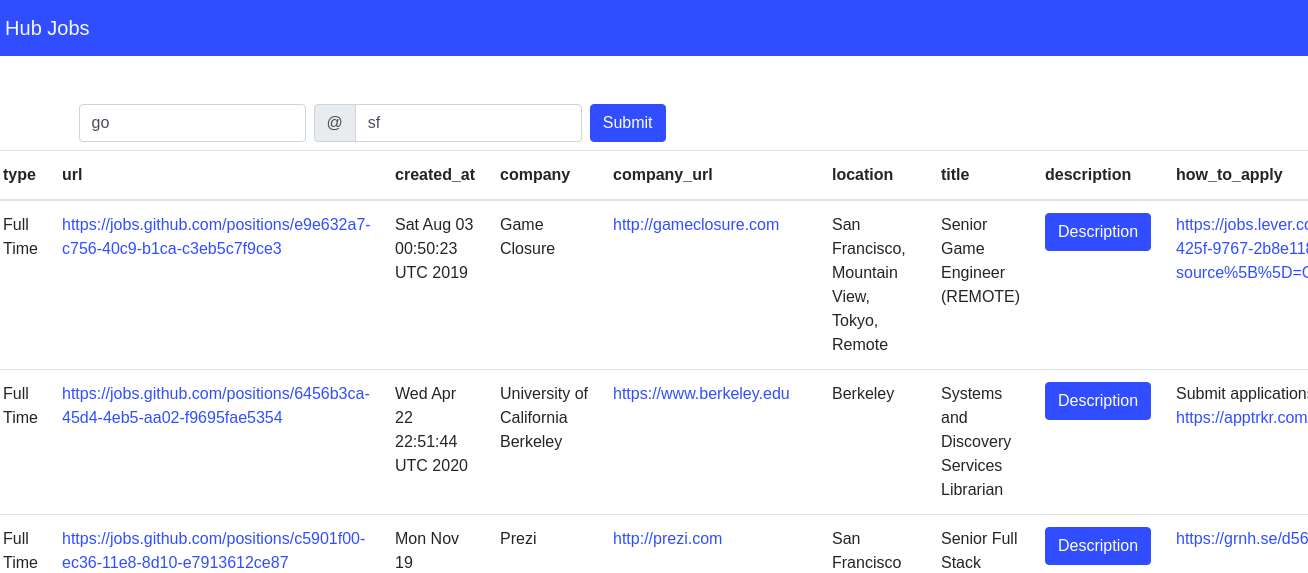 Hub Jobs
go @ sf Submit
type url created_at company company_url location title description how_to_apply
Full Time
https://jobs.github.com/positions/e9e632a7-
c756-40c9-b1ca-c3eb5c7f9ce3
Sat Aug 03
00:50:23
UTC 2019
Game
Closure
http://gameclosure.com
San
Francisco,
Mountain
View,
Tokyo,
Remote
Senior
Game
Engineer
(REMOTE)
Description
https://jobs.lever.co
425f-9767-2b8e118
source%5B%5D=
Full
Time
https://jobs.github.com/positions/6456b3ca-
45d4-4eb5-aa02-f9695fae5354
Wed Apr
22
22:51:44
UTC 2020
University of
California
Berkeley
https://www.berkeley.edu
Berkeley
Systems
and
Discovery
Services
Librarian
Description
Submit applications
https://apptrkr.com
Full
Time
https://jobs.github.com/positions/c5901f00-
ec36-11e8-8d10-e7913612ce87
Mon Nov
19
Prezi
http://prezi.com
San
Francisco
Senior Full
Stack
Description
https://grnh.se/d56